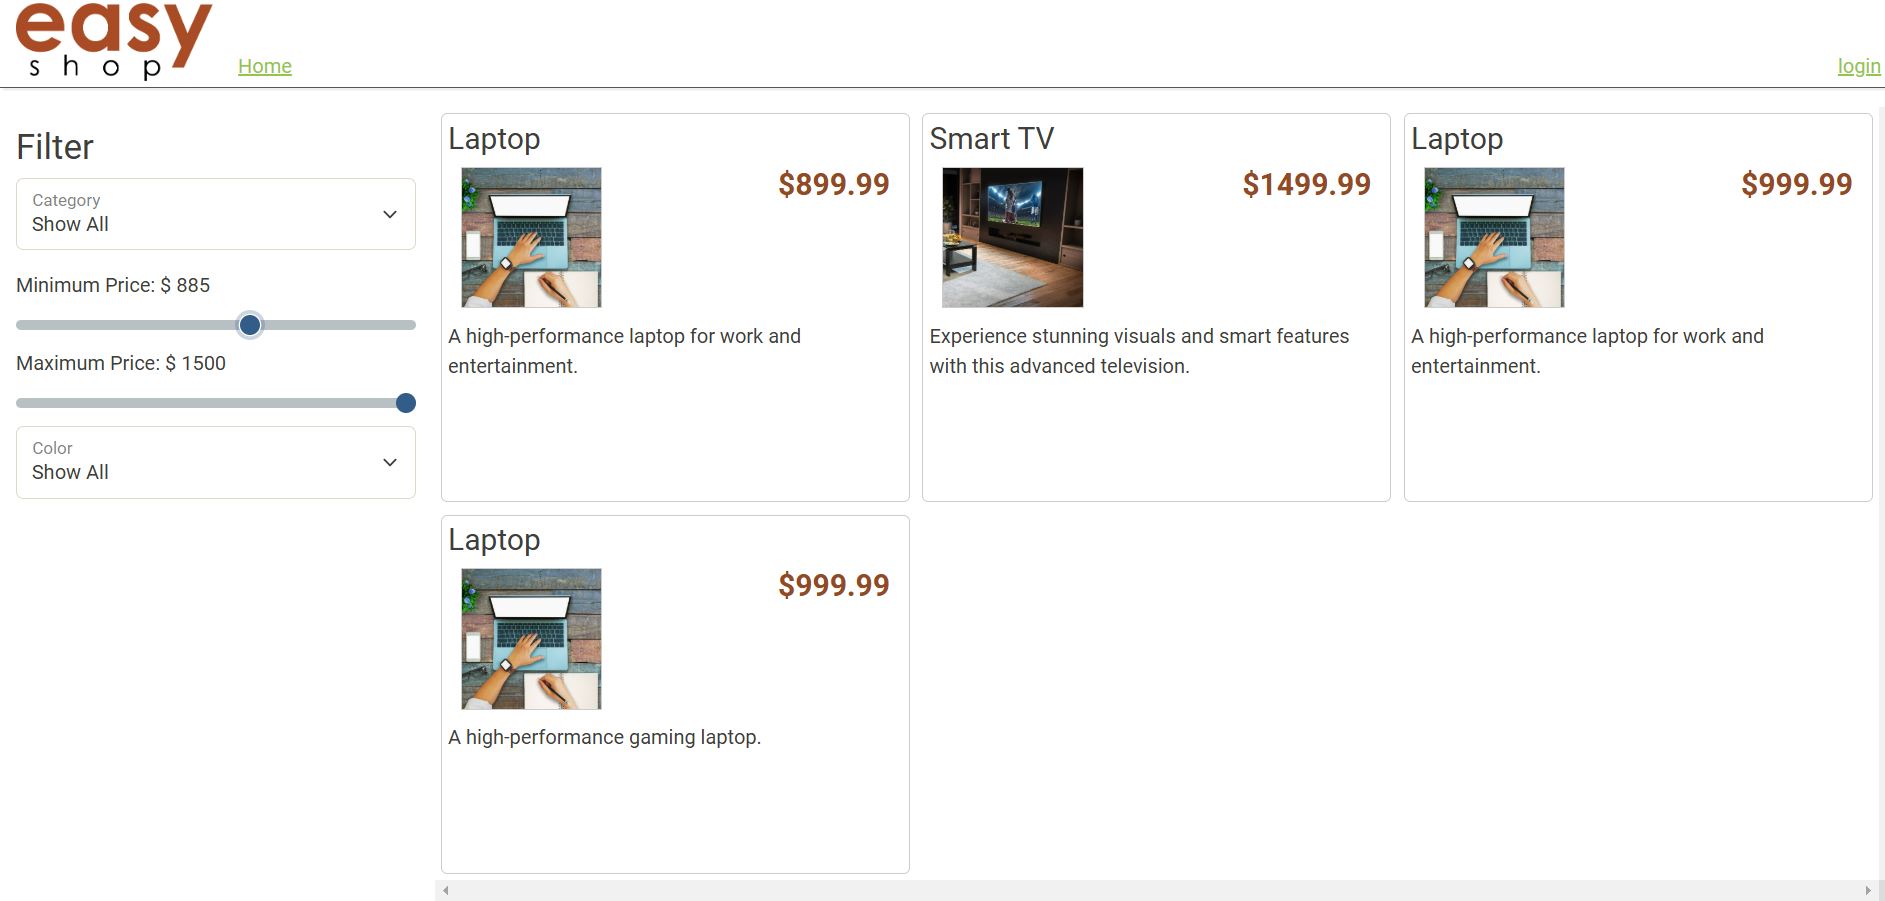 easy
shop
Home
login
Filter
Category
Show All
Minimum Price: $ 885
Maximum Price: $ 1500
Color
Show All
Laptop
$899.99
A high-performance laptop for work and
entertainment.
Smart TV
$1499.99
Experience stunning visuals and smart features
with this advanced television.
Laptop
$999.99
A high-performance laptop for work and
entertainment.
Laptop
$999.99
A high-performance gaming laptop.